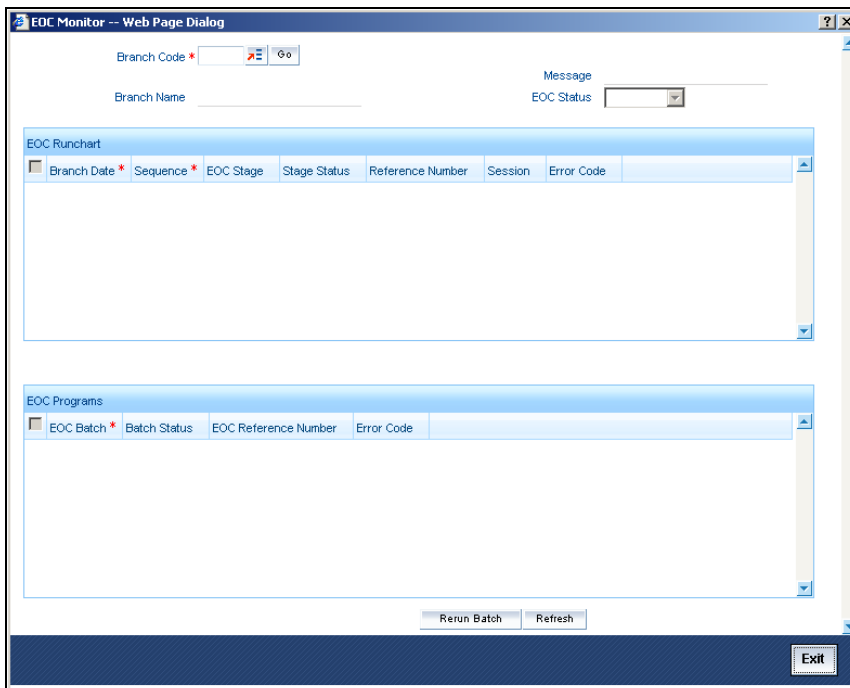 EOC Monitor -- Web Page Dialog
Branch Code * Go
Message
Branch Name EOC Status
EOC Runchart
Branch Date * Sequence * EOC Stage Stage Status Reference Number Session Error Code
EOC Programs
EOC Batch * Batch Status EOC Reference Number Error Code
Rerun Batch Refresh
Exit